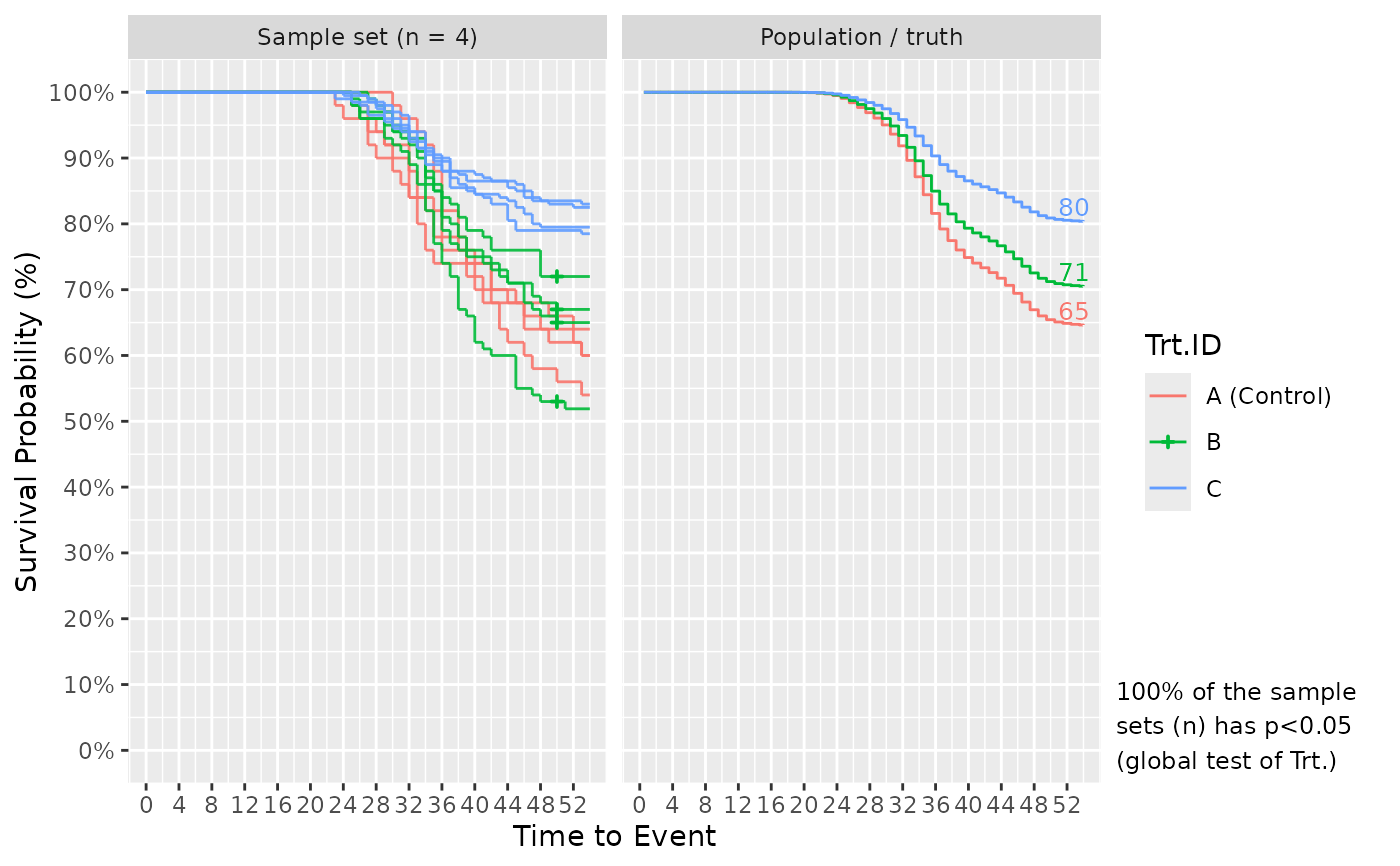 Sample set (n = 4)
Population / truth
Survival Probability (%)
100%
90%
80%
70%
60%
50%
40%
30%
20%
10%
0%
80
71
65
0 4 8 12 16 20 24 28 32 36 40 44 48 52
0 4 8 12 16 20 24 28 32 36 40 44 48 52
Time to Event
Trt.ID
A (Control)
B
C
100% of the sample
sets (n) has p<0.05
(global test of Trt.)